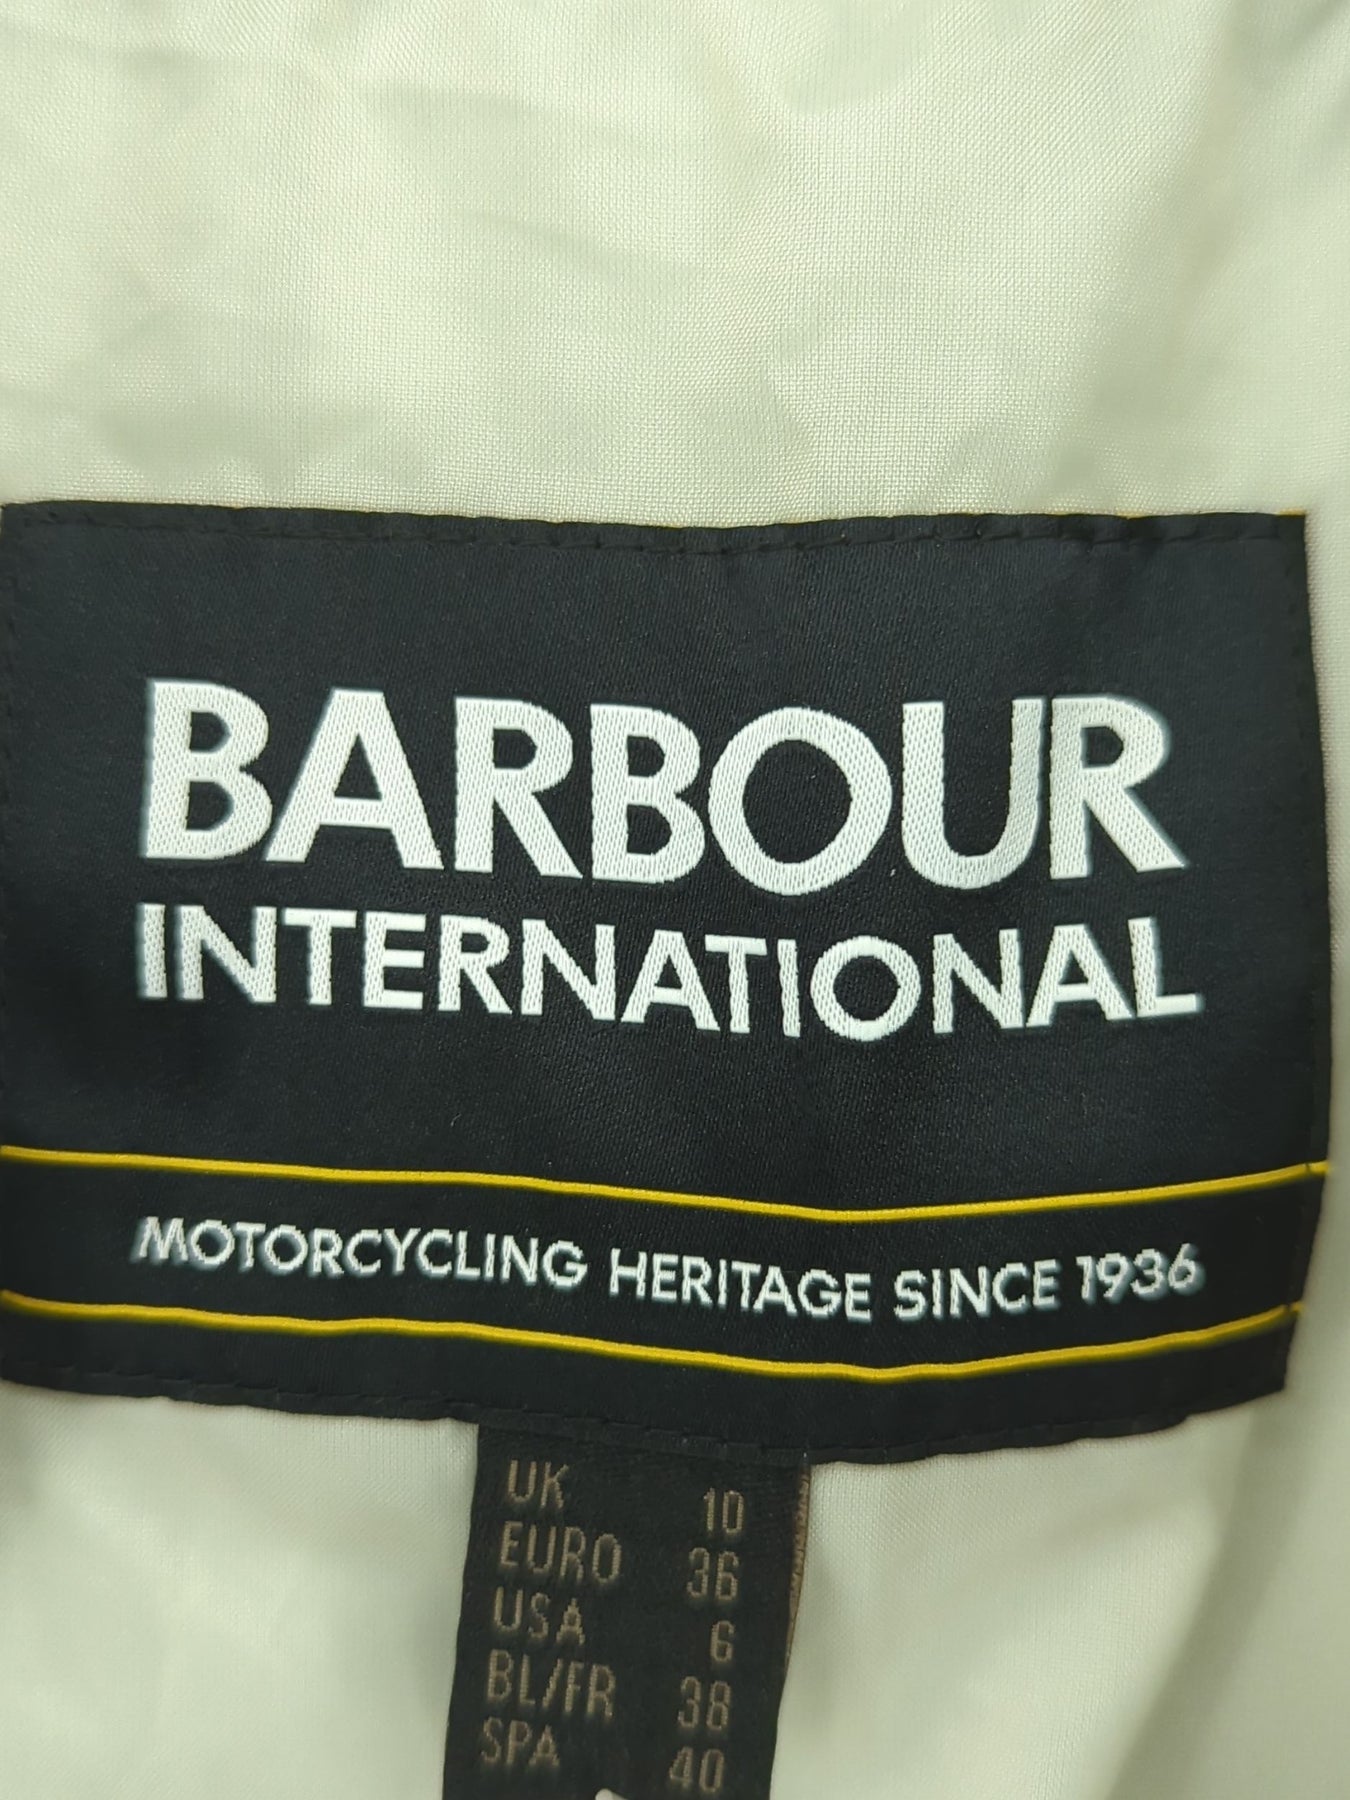 BARBOUR
INTERNATIONAL
MOTORCYCLING HERITAGE SINCE 1936
UK 10
EURO 36
USA 6
BL/FR 38
SPA 40